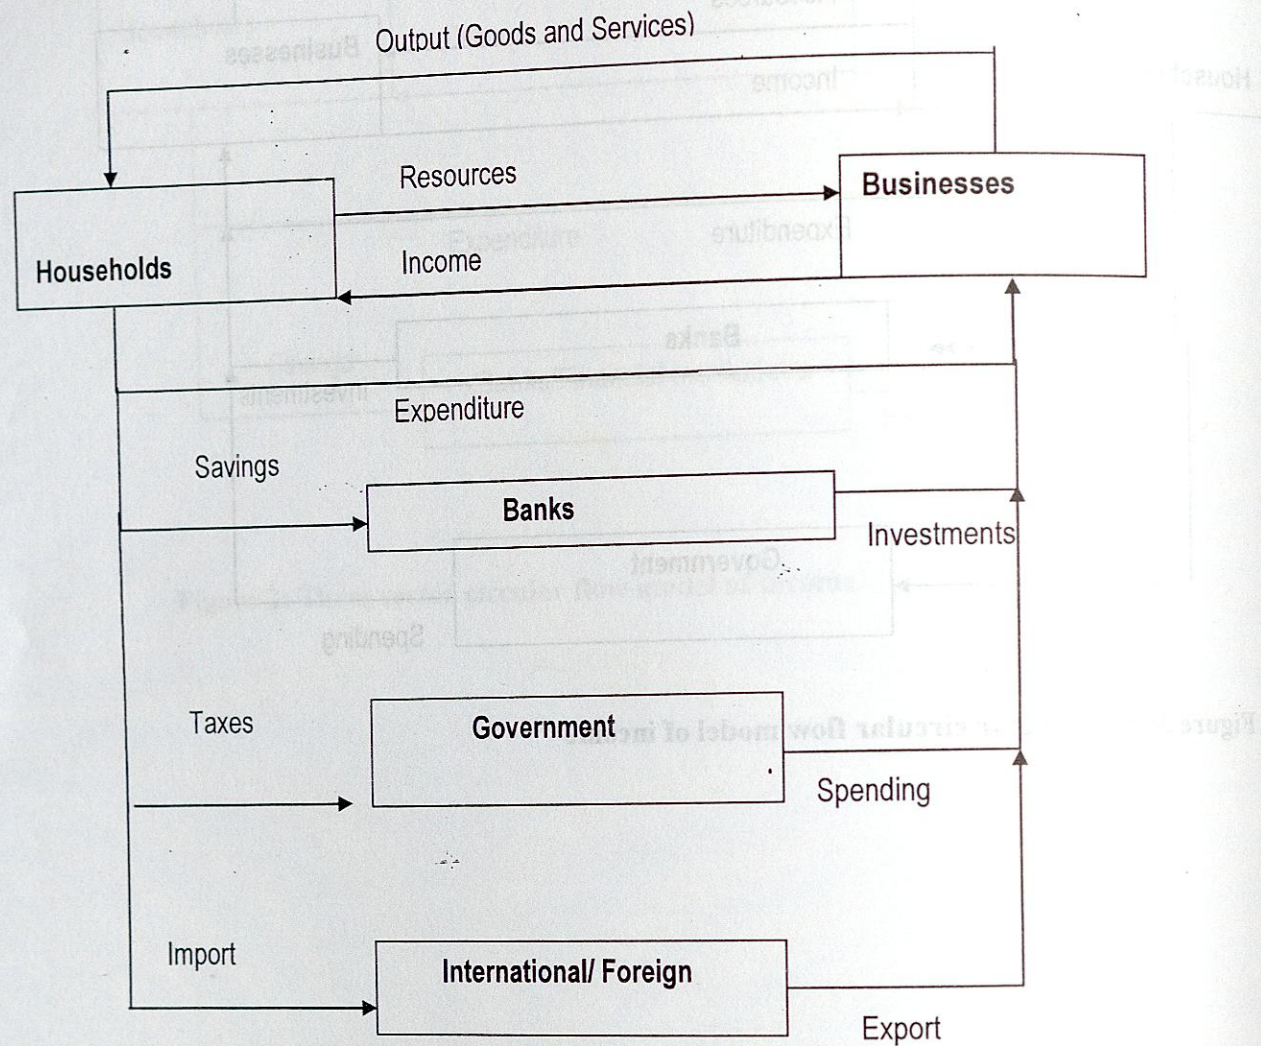 Output (Goods and Services)
Resources
Businesses
Income
Households
Expenditure
Savings
Banks
Investments
Taxes
Government
Spending
Import
International/ Foreign
Export